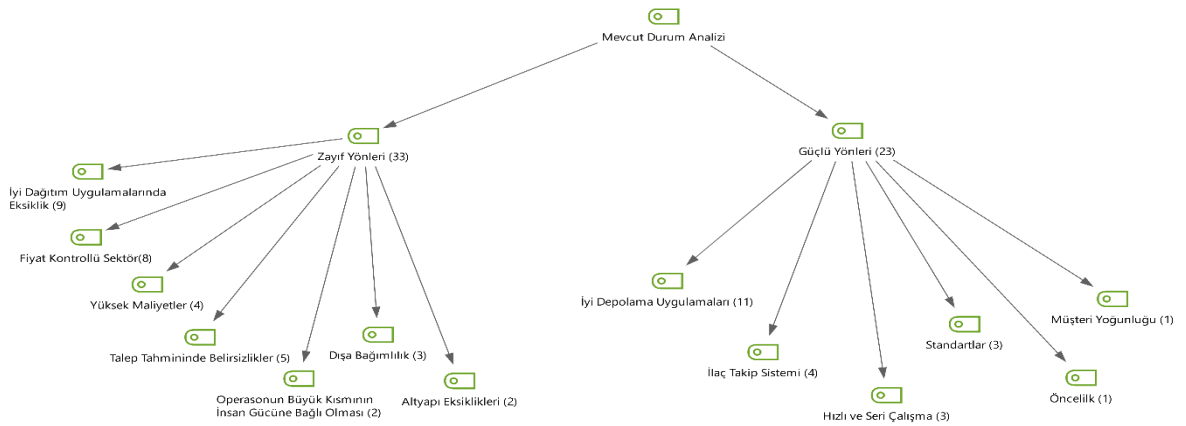 Mevcut Durum Analizi
Zayıf Yönleri (33)
Güçlü Yönleri (23)
İyi Dağıtım Uygulamalarında
Eksiklik (9)
Fiyat Kontrollü Sektör(8)
Yüksek Maliyetler (4)
Talep Tahmininde Belirsizlikler (5)
Operasonun Büyük Kısmının
İnsan Gücüne Bağlı Olması (2)
Dışa Bağımlılık (3)
Altyapı Eksiklikleri (2)
İyi Depolama Uygulamaları (11)
İlaç Takip Sistemi (4)
Hızlı ve Seri Çalışma (3)
Standartlar (3)
Öncelilk (1)
Müşteri Yoğunluğu (1)